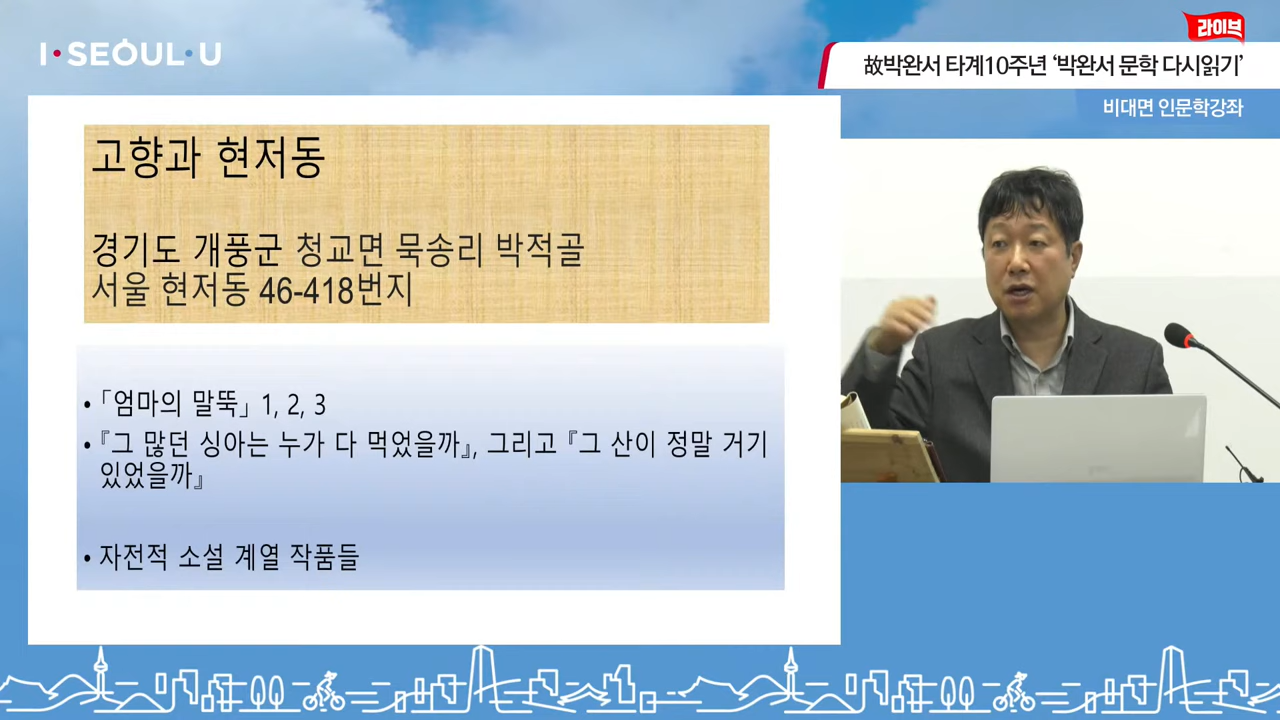 I·SEOUL·U
라이브
故박완서 타계10주년 ‘박완서 문학 다시읽기’
비대면 인문학강좌
고향과 현저동
경기도 개풍군 청교면 묵송리 박적골
서울 현저동 46-418번지
• 「엄마의 말뚝」 1, 2, 3
• 『그 많던 싱아는 누가 다 먹었을까』, 그리고 『그 산이 정말 거기
있었을까』
• 자전적 소설 계열 작품들